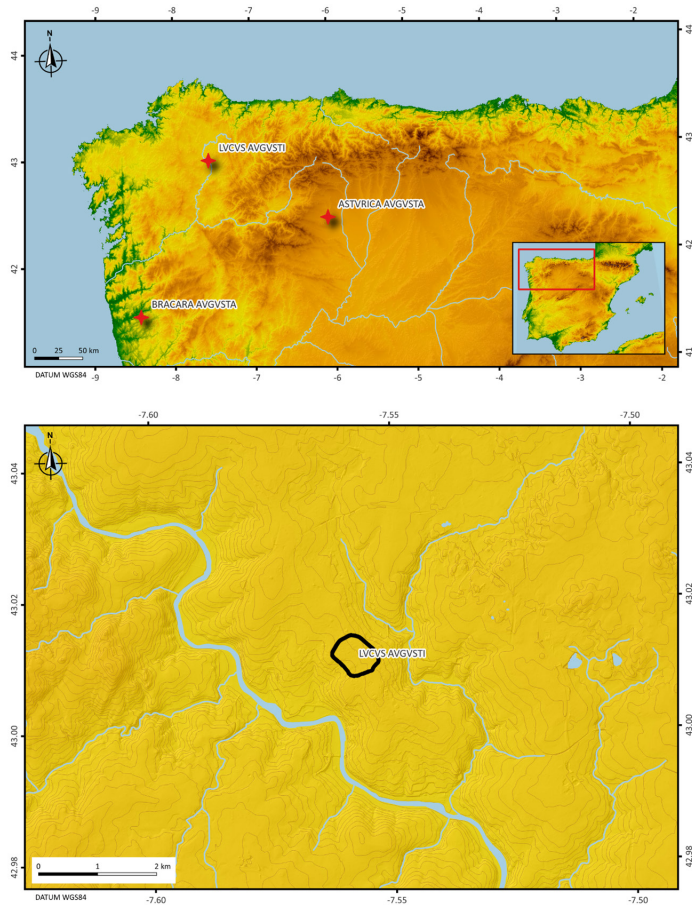 -9 -8 -7 -6 -5 -4 -3 -2
N
44
44
43
43
LVCVS AVGVSTI
ASTVRICA AVGVSTA
42
42
BRACARA AVGVSTA
0 25 50 km
41
DATUM WGS84
-9 -8 -7 -6 -5 -4 -3 -2
-7.60 -7.55 -7.50
N
43.04
43.04
43.02
43.02
LVCVS AVGVSTI
43.00
43.00
0 1 2 km
42.98
42.98
DATUM WGS84
-7.60 -7.55 -7.50